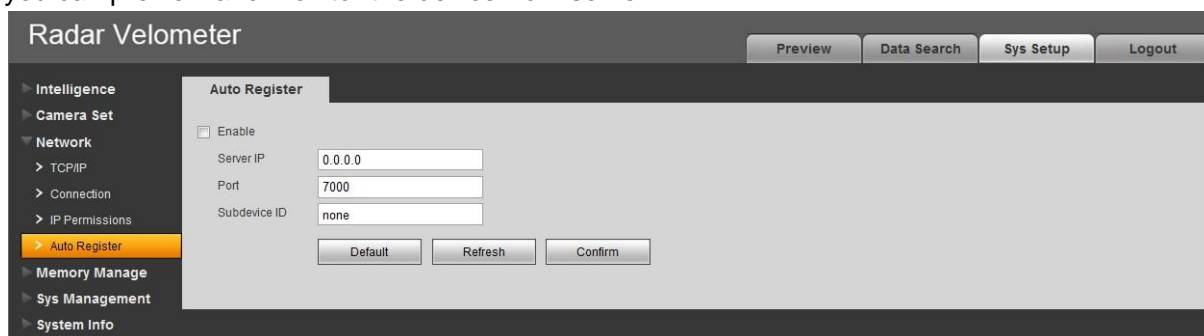 Radar Velometer
Preview
Data Search
Sys Setup
Logout
Intelligence
Camera Set
Network
TCP/IP
Connection
IP Permissions
Auto Register
Memory Manage
Sys Management
System Info
Auto Register
Enable
Server IP 0.0.0.0
Port 7000
Subdevice ID none
Default Refresh Confirm